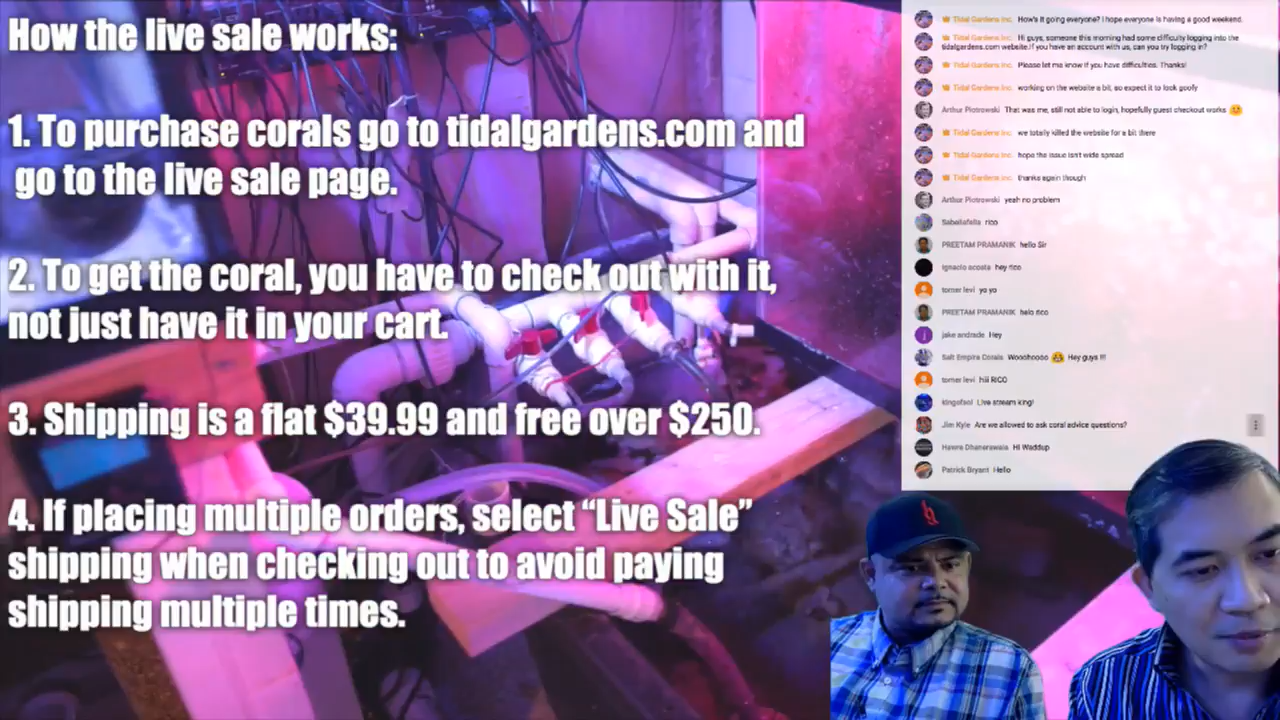 How the live sale works:
1. To purchase corals go to tidalgardens.com and
go to the live sale page.
2. To get the coral, you have to check out with it,
not just have it in your cart.
3. Shipping is a flat $39.99 and free over $250.
4. If placing multiple orders, select “Live Sale”
shipping when checking out to avoid paying
shipping multiple times.
Tidal Gardens Inc. How's it going everyone? I hope everyone is having a good weekend.
Tidal Gardens Inc. Hi guys, someone this morning had some difficulty logging into the
tidalgardens.com website.If you have an account with us, can you try logging in?
Tidal Gardens Inc. Please let me know if you have difficulties. Thanks!
Tidal Gardens Inc. working on the website a bit, so expect it to look goofy
Arthur Piotrowski That was me, still not able to login, hopefully guest checkout works
Tidal Gardens Inc. we totally killed the website for a bit there
Tidal Gardens Inc. hope the issue isn't wide spread
Tidal Gardens Inc. thanks again though
Arthur Piotrowski yeah no problem
Sabellafella rico
PREETAM PRAMANIK hello Sir
Ignacio acosta hey rico
tomer levi yo yo
PREETAM PRAMANIK helo rico
jake andrade Hey
Salt Empire Corals Wooohoooo Hey guys !!!
tomer levi hiii RICO
kingofsol Live stream king!
Jim Kyle Are we allowed to ask coral advice questions?
Hi Waddup
Patrick Bryant Hello